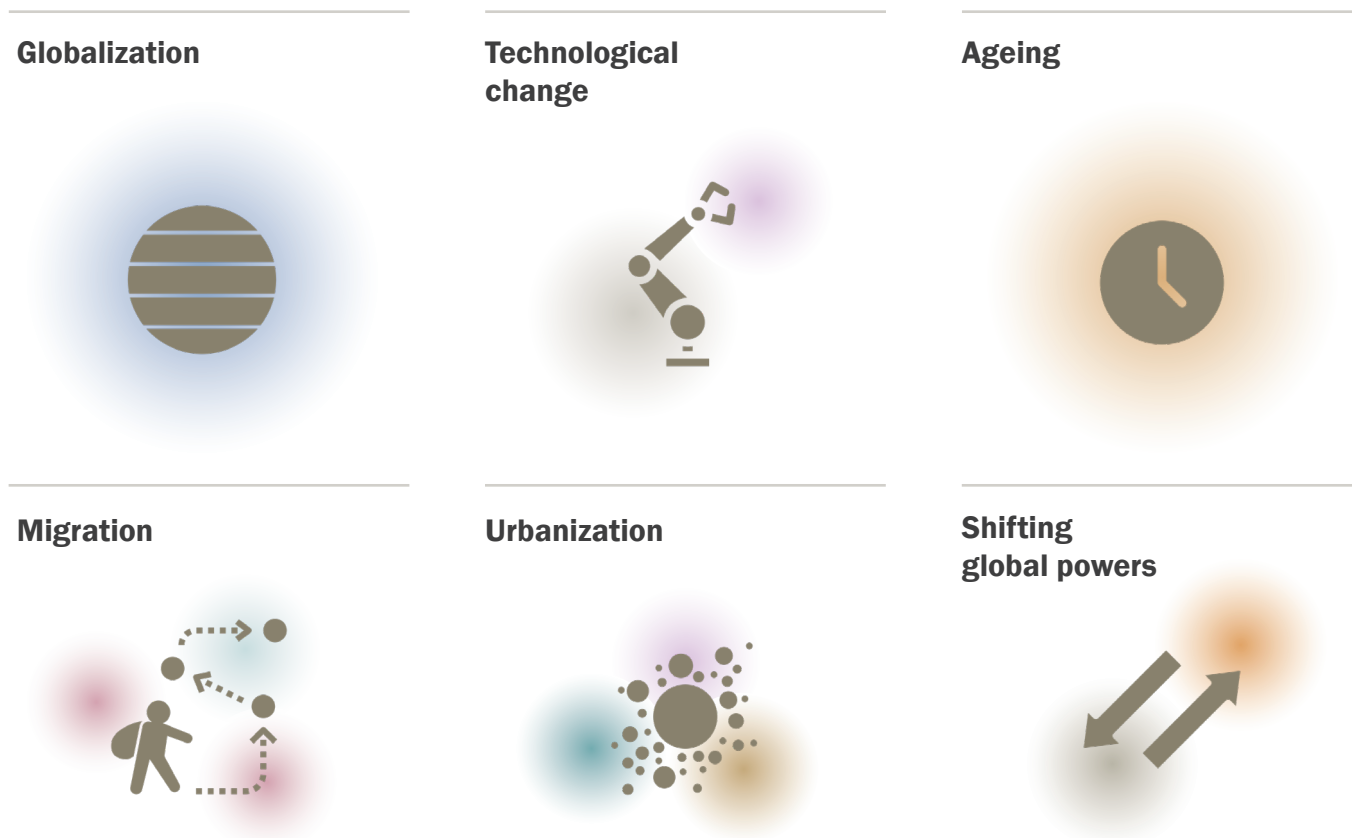 Globalization
Technological
change
Ageing
Migration
Urbanization
Shifting
global powers